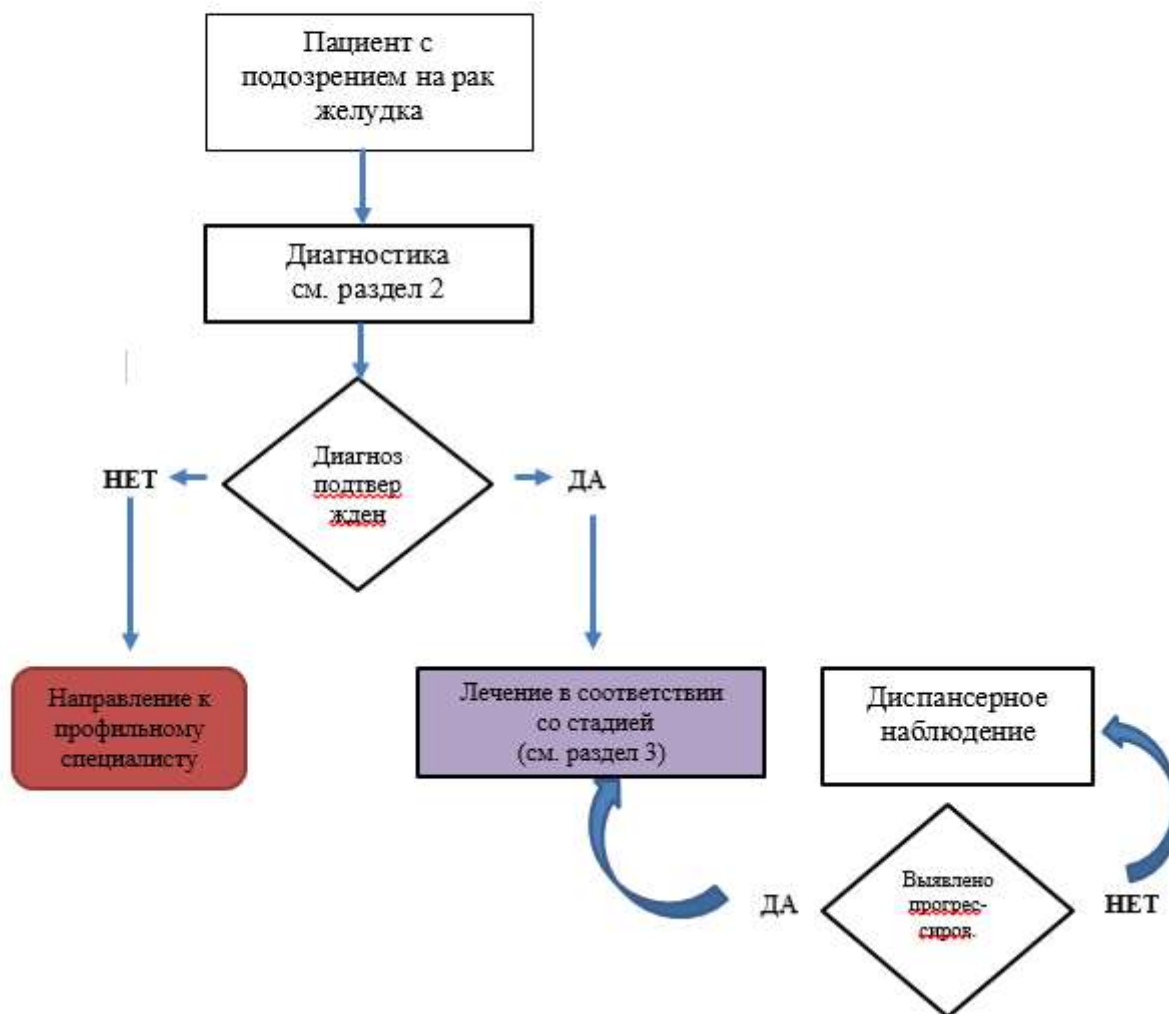 Пациент с
подозрением на рак
желудка
Диагностика
см. раздел 2
Диагноз
подтвер
жден
НЕТ
ДА
Направление к
профильному
специалисту
Лечение в соответствии
со стадией
(см. раздел 3)
Диспансерное
наблюдение
Выявлено
прогрес-
сиров.
ДА
НЕТ